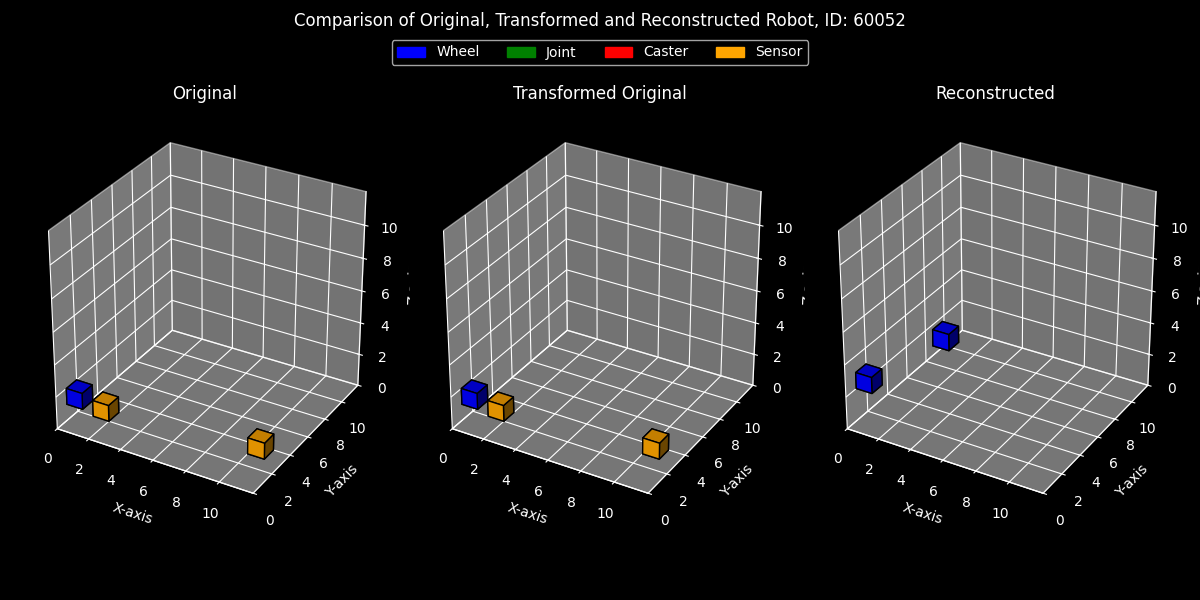 Comparison of Original, Transformed and Reconstructed Robot, ID: 60052
Wheel Joint Caster Sensor
Original Transformed Original Reconstructed
10 10 10
8 8 8
6 6 6
4 4 4
2 2 2
0 0 0
0 2 4 6 8 10
X-axis
0 2 4 6 8 10
Y-axis
0 2 4 6 8 10
X-axis
0 2 4 6 8 10
Y-axis
0 2 4 6 8 10
X-axis
0 2 4 6 8 10
Y-axis